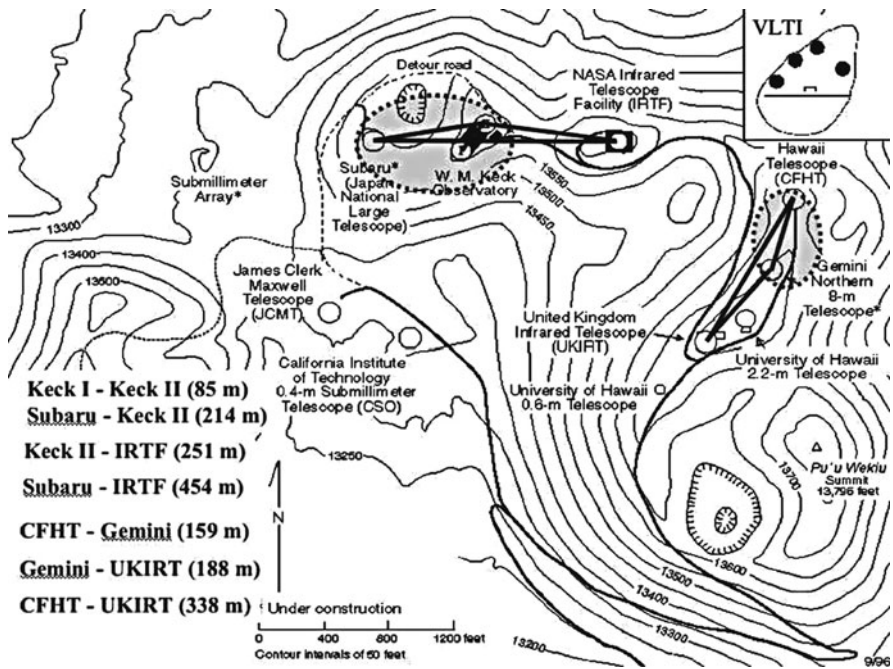 VLTI
Detour road
NASA Infrared
Telescope
Facility (IRTF)
Hawaii
Telescope
(CFHT)
Submillimeter
Array*
Subaru*
(Japan
National
Large
Telescope)
W. M. Keck
Observatory
13550
13500
13450
13300
13400
13500
James Clerk
Maxwell
Telescope
(JCMT)
Gemini
Northern
8-m
Telescope*
United Kingdom
Infrared Telescope
(UKIRT)
University of Hawaii
2.2-m Telescope
California Institute
of Technology
0.4-m Submillimeter
Telescope (CSO)
University of Hawaii
0.6-m Telescope
Keck I - Keck II (85 m)
Subaru - Keck II (214 m)
Keck II - IRTF (251 m)
Subaru - IRTF (454 m)
CFHT - Gemini (159 m)
Gemini - UKIRT (188 m)
CFHT - UKIRT (338 m)
13250
N
Pu'u Wekiu
Summit
13,796 feet
13700
13600
13500
13400
13300
13200
Under construction
0 400 800 1200 feet
Contour intervals of 50 feet